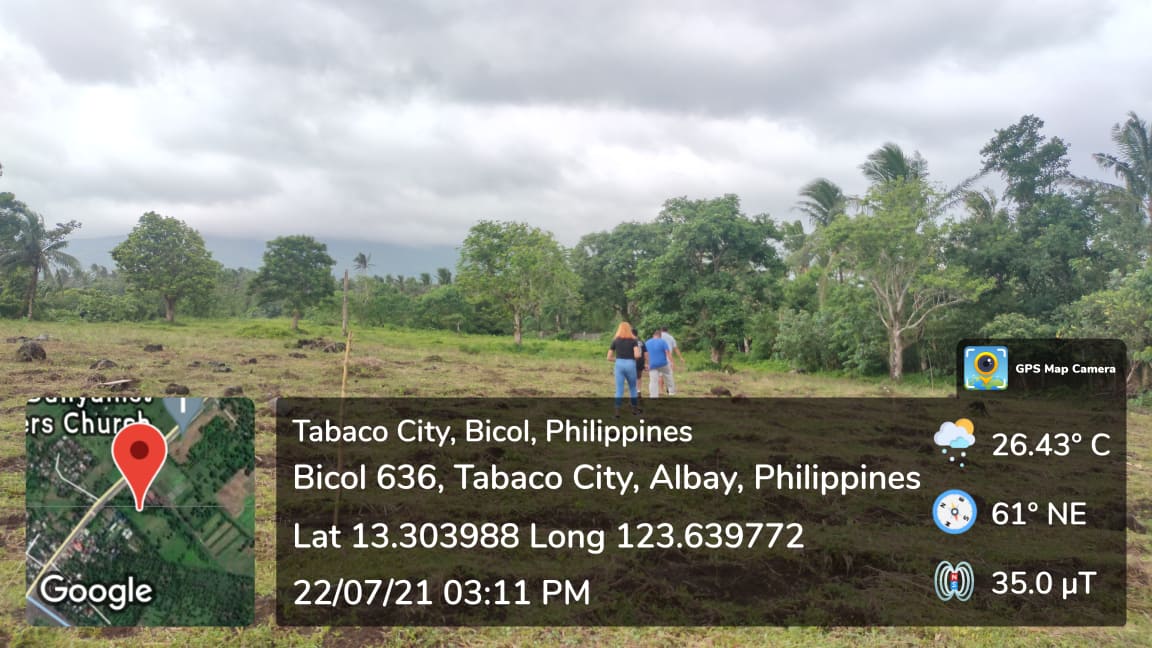 ers Church
GPS Map Camera
Tabaco City, Bicol, Philippines
Bicol 636, Tabaco City, Albay, Philippines
Lat 13.303988 Long 123.639772
22/07/21 03:11 PM
26.43° C
61° NE
35.0 µT
Google